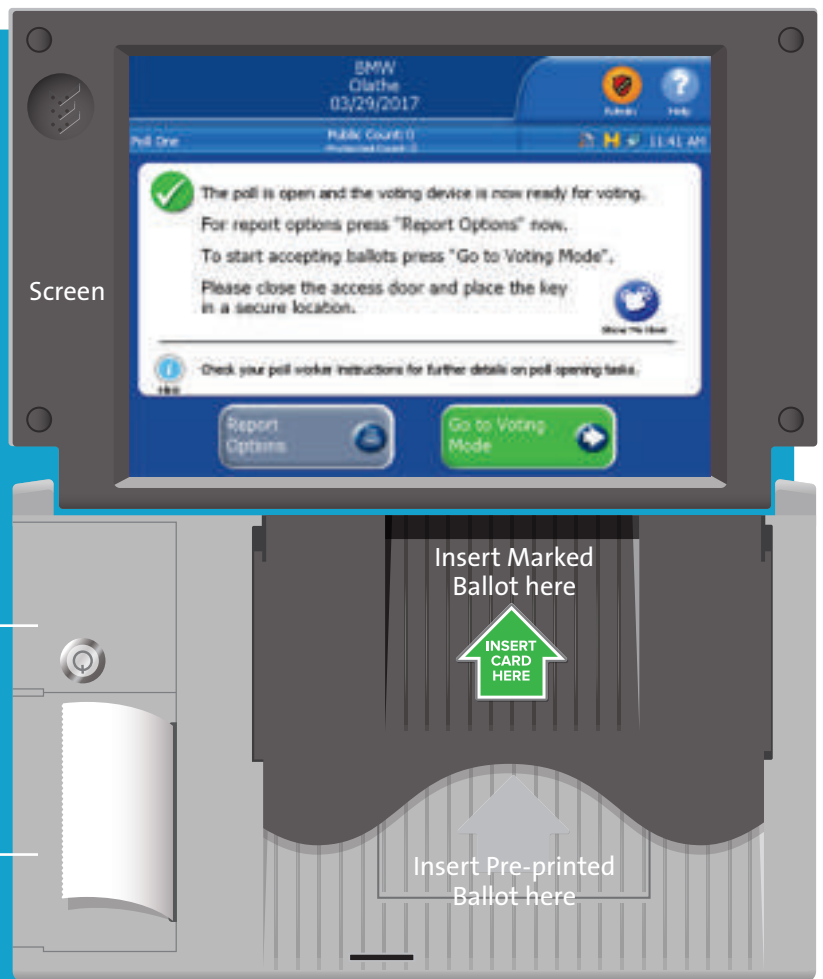 BMW
Olathe
03/29/2017
Admin
Help
Poll One
Public Count: 0
Protected Count: 0
11:41 AM
The poll is open and the voting device is now ready for voting.
For report options press "Report Options" now.
To start accepting ballots press "Go to Voting Mode".
Please close the access door and place the key
in a secure location.
Show Me How
Check your poll worker instructions for further details on poll opening tasks.
Report
Options
Go to Voting
Mode
Screen
Insert Marked
Ballot here
INSERT
CARD
HERE
Insert Pre-printed
Ballot here